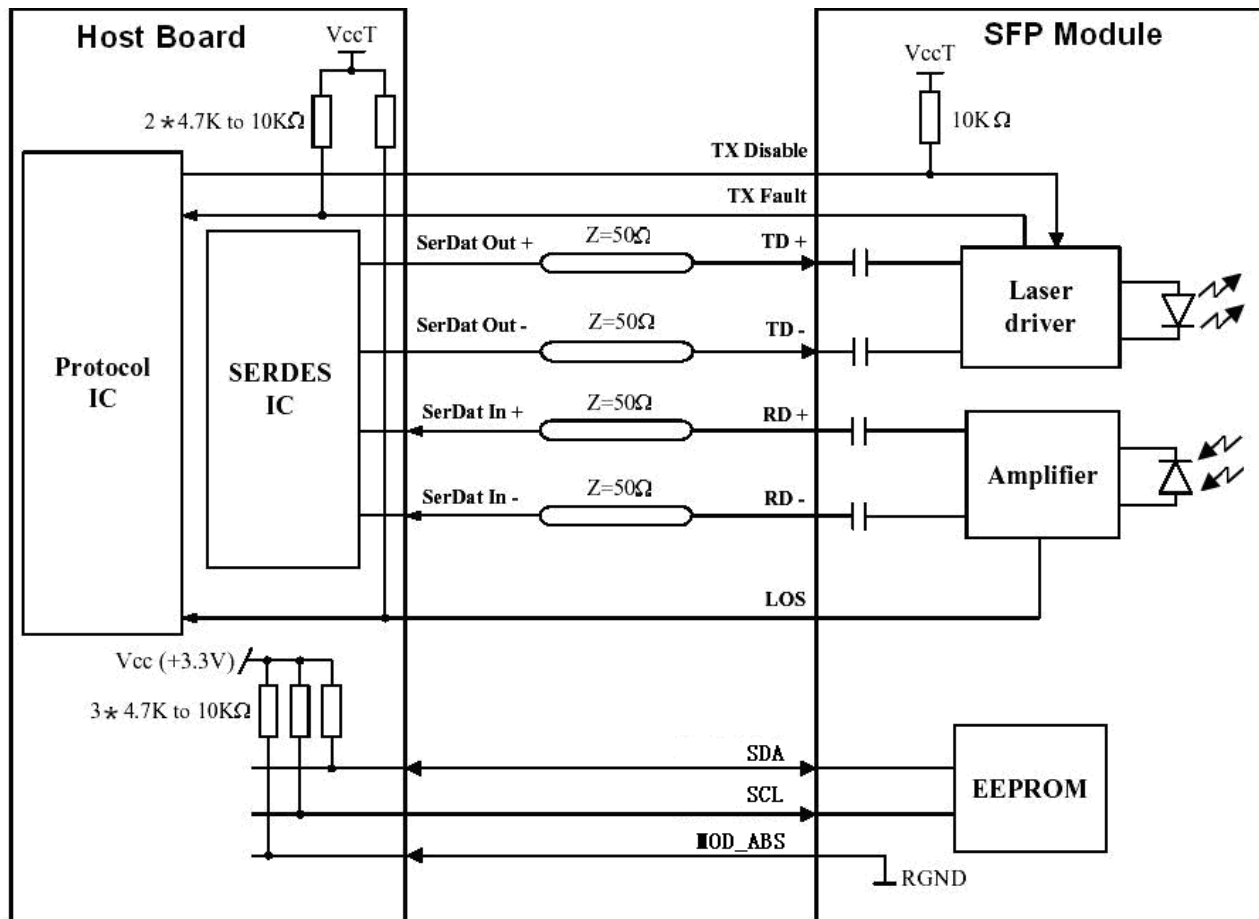 Host Board
SFP Module
VccT
VccT
2*4.7K to 10KΩ
10KΩ
TX Disable
TX Fault
SerDat Out +
Z=50Ω
TD +
Laser
driver
SerDat Out -
Z=50Ω
TD -
Protocol
IC
SERDES
IC
SerDat In +
Z=50Ω
RD +
Amplifier
SerDat In -
Z=50Ω
RD -
LOS
Vcc (+3.3V)
3*4.7K to 10KΩ
SDA
SCL
EEPROM
MOD_ABS
RGND